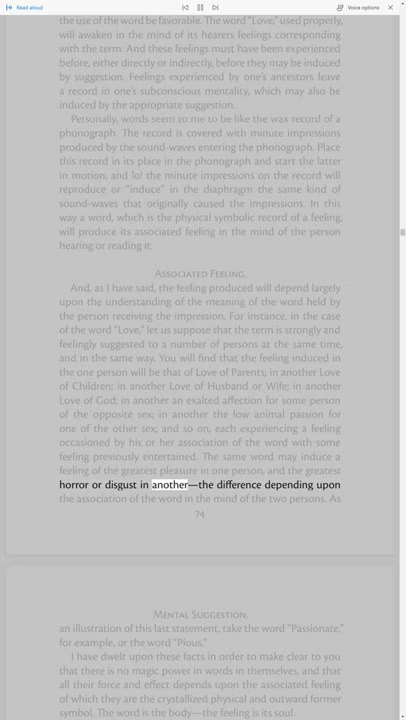 Read aloud
Voice options
the use of the word be favorable. The word "Love," used properly,
will awaken in the mind of its hearers feelings corresponding
with the term. And these feelings must have been experienced
before, either directly or indirectly, before they may be induced
by suggestion. Feelings experienced by one's ancestors leave
a record in one's subconscious mentality, which may also be
induced by the appropriate suggestion.
Personally, words seem to me to be like the wax record of a
phonograph. The record is covered with minute impressions
produced by the sound-waves entering the phonograph. Place
this record in its place in the phonograph and start the latter
in motion, and lo! the minute impressions on the record will
reproduce or "induce" in the diaphragm the same kind of
sound-waves that originally caused the impressions. In this
way a word, which is the physical symbolic record of a feeling,
will produce its associated feeling in the mind of the person
hearing or reading it.
Associated Feeling.
And, as I have said, the feeling produced will depend largely
upon the understanding of the meaning of the word held by
the person receiving the impression. For instance, in the case
of the word "Love," let us suppose that the term is strongly and
feelingly suggested to a number of persons at the same time,
and in the same way. You will find that the feeling induced in
the one person will be that of Love of Parents; in another Love
of Children; in another Love of Husband or Wife; in another
Love of God; in another an exalted affection for some person
of the opposite sex; in another the low animal passion for
one of the other sex; and so on, each experiencing a feeling
occasioned by his or her association of the word with some
feeling previously entertained. The same word may induce a
feeling of the greatest pleasure in one person, and the greatest
horror or disgust in another—the difference depending upon
the association of the word in the mind of the two persons. As
74
Mental Suggestion.
an illustration of this last statement, take the word "Passionate,"
for example, or the word "Pious."
I have dwelt upon these facts in order to make clear to you
that there is no magic power in words in themselves, and that
all their force and effect depends upon the associated feeling
of which they are the crystallized physical and outward former
symbol. The word is the body—the feeling is its soul.